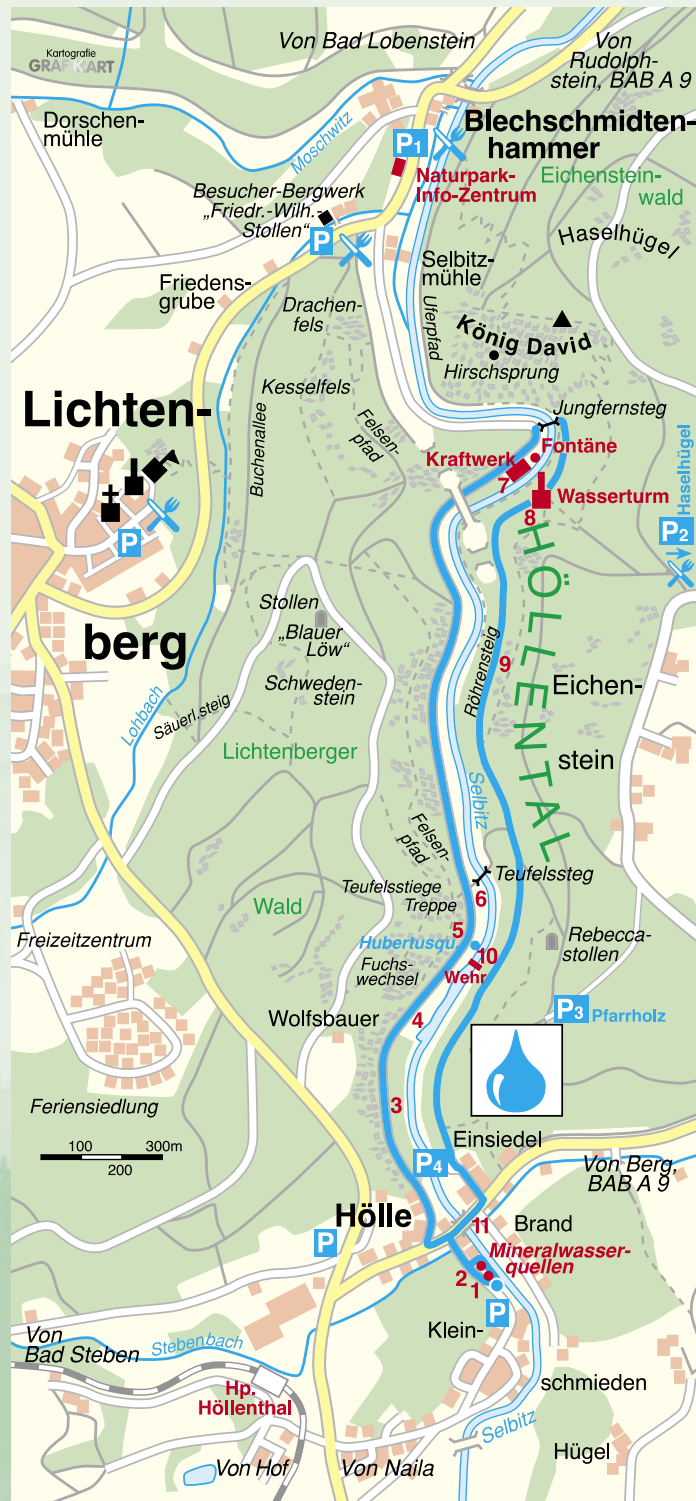 Kartografie
GRAFIKART
Von Bad Lobenstein
Von
Rudolph-
stein, BAB A 9
Dorschen-
mühle
Moschwitz
P1
Blechschmidten-
hammer
Naturpark-
Info-Zentrum
Eichenstein-
wald
Besucher-Bergwerk
„Friedr.-Wilh.-
Stollen“
P
Haselhügel
Selbitz-
mühle
Friedens-
grube
Drachen-
fels
Uferpfad
König David
Hirschsprung
Kesselfels
Lichten-
Felsen-
pfad
Jungfernsteg
Buchenallee
Kraftwerk
Fontäne
7
Wasserturm
8
Haselhügel
P2
P
HÖLLENTAL
Stollen
„Blauer
Löw“
berg
Röhrensteig
9
Schweden-
stein
Eichen-
stein
Säuerl.steig
Lohbach
Lichtenberger
Selbitz
Felsen-
pfad
Teufelssteg
Teufelsstiege
Treppe
6
Wald
5
Hubertusqu.
10
Rebecca-
stollen
Freizeitzentrum
Fuchs-
wechsel
Wehr
Wolfsbauer
4
P3 Pfarrholz
3
Feriensiedlung
100 300m
200
Einsiedel
P4
Von Berg,
BAB A 9
Hölle
11
Brand
P
Mineralwasser-
quellen
2
1
P
Klein-
schmieden
Von
Bad Steben
Stebenbach
Hp.
Höllenthal
Selbitz
Hügel
Von Hof
Von Naila